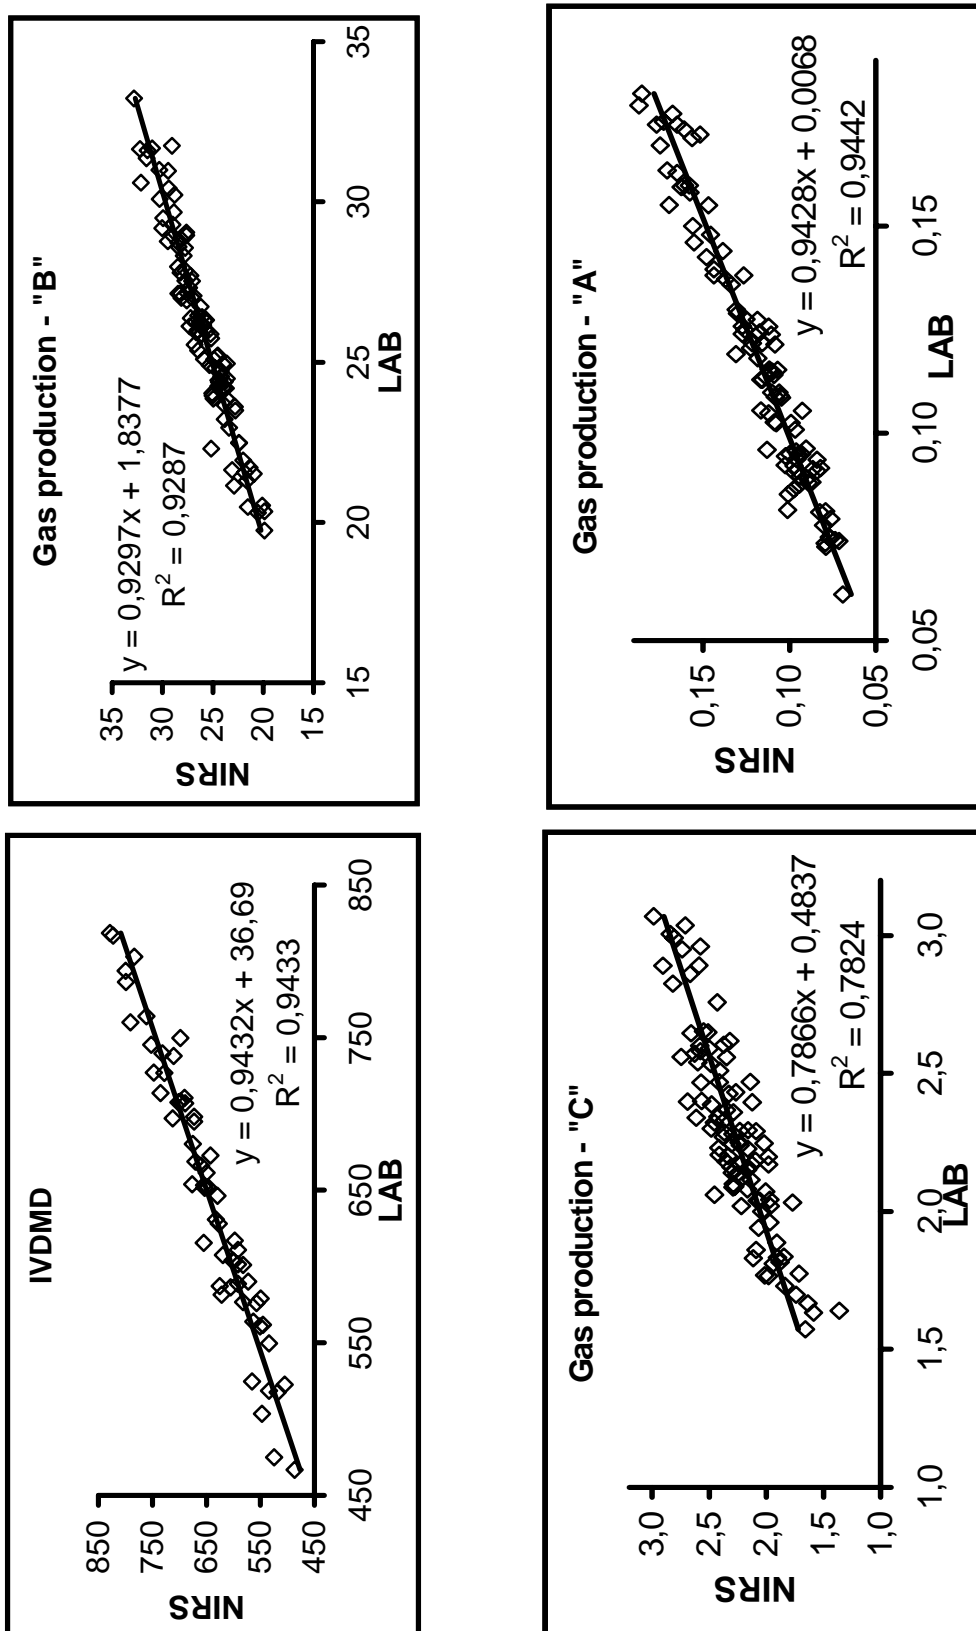 IVDMD
y = 0,9432x + 36,69
R² = 0,9433
850
750
650
550
450
NIRS
450
550
650
750
850
LAB
Gas production - "B"
y = 0,9297x + 1,8377
R² = 0,9287
35
30
25
20
15
NIRS
15
20
25
30
35
LAB
Gas production - "C"
y = 0,7866x + 0,4837
R² = 0,7824
3,0
2,5
2,0
1,5
1,0
NIRS
1,0
1,5
2,0
2,5
3,0
LAB
Gas production - "A"
y = 0,9428x + 0,0068
R² = 0,9442
0,15
0,10
0,05
NIRS
0,05
0,10
0,15
LAB